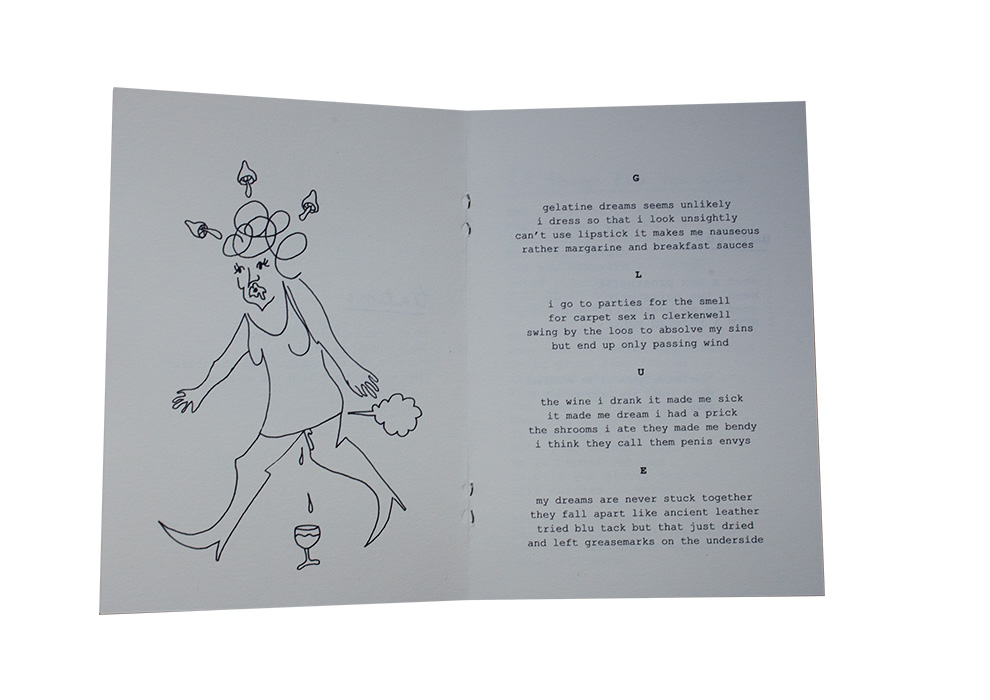 G
gelatine dreams seems unlikely
i dress so that i look unsightly
can't use lipstick it makes me nauseous
rather margarine and breakfast sauces
L
i go to parties for the smell
for carpet sex in clerkenwell
swing by the loos to absolve my sins
but end up only passing wind
U
the wine i drank it made me sick
it made me dream i had a prick
the shrooms i ate they made me bendy
i think they call them penis envys
E
my dreams are never stuck together
they fall apart like ancient leather
tried blu tack but that just dried
and left greasemarks on the underside